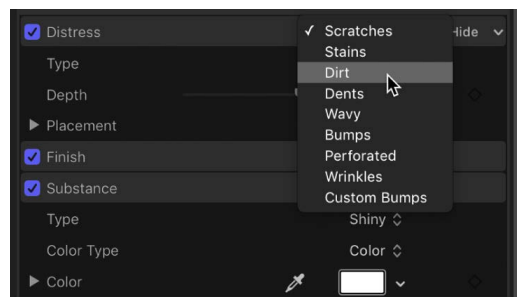 Distress
✓ Scratches
Hide
Stains
Type
Dirt
Depth
Dents
Wavy
Placement
Bumps
Finish
Perforated
Wrinkles
Substance
Custom Bumps
Type
Shiny
Color Type
Color
Color